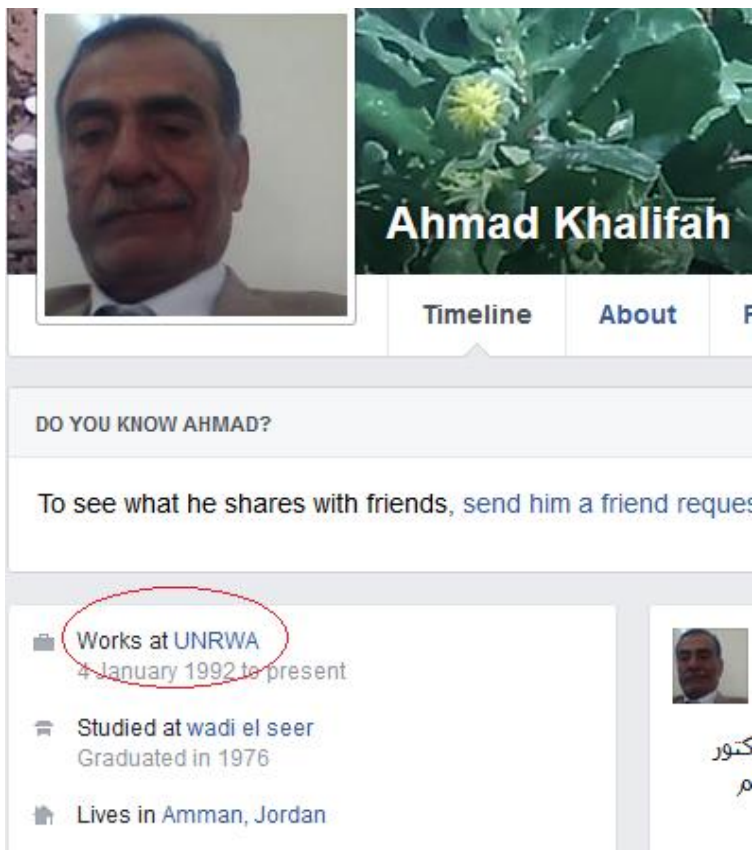 Ahmad Khalifah
Timeline
About
DO YOU KNOW AHMAD?
To see what he shares with friends, send him a friend
Works at UNRWA
4 January 1992 to present
Studied at wadi el seer
Graduated in 1976
Lives in Amman, Jordan